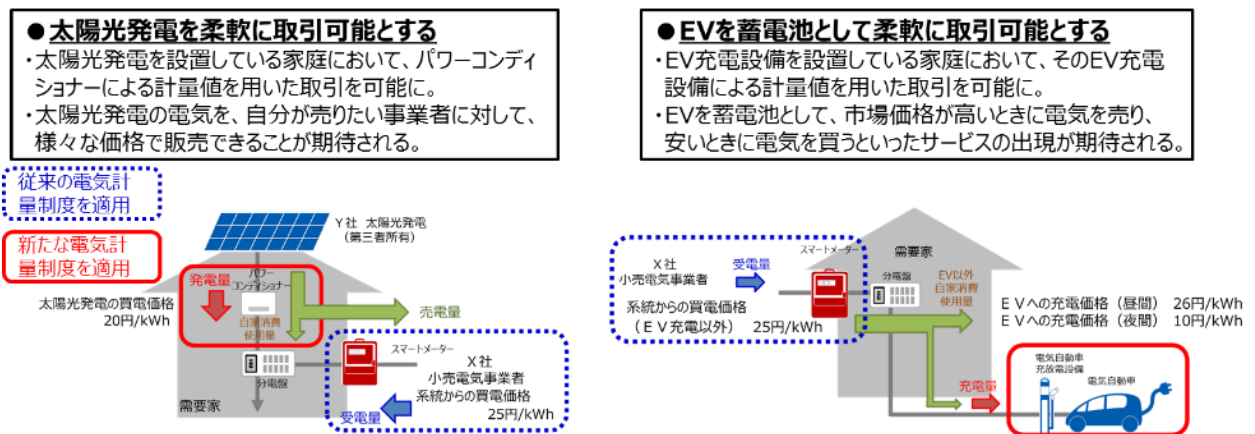 ●太陽光発電を柔軟に取引可能とする
・太陽光発電を設置している家庭において、パワーコンディ
ショナーによる計量値を用いた取引を可能に。
・太陽光発電の電気を、自分が売りたい事業者に対して、
様々な価格で販売できることが期待される。
従来の電気計
量制度を適用
新たな電気計
量制度を適用
Y社 太陽光発電
(第三者所有)
発電量
パワー
コンディショナー
太陽光発電の買電価格
20円/kWh
自家消費
使用量
売電量
スマートメーター
X社
小売電気事業者
系統からの買電価格
25円/kWh
分電盤
受電量
需要家
●EVを蓄電池として柔軟に取引可能とする
・EV充電設備を設置している家庭において、そのEV充電
設備による計量値を用いた取引を可能に。
・EVを蓄電池として、市場価格が高いときに電気を売り、
安いときに電気を買うといったサービスの出現が期待される。
スマートメーター
需要家
X社
小売電気事業者
受電量
分電盤
EV以外
自家消費
使用量
系統からの買電価格
(EV充電以外) 25円/kWh
EVへの充電価格(昼間) 26円/kWh
EVへの充電価格(夜間) 10円/kWh
電気自動車
充放電設備
電気自動車
充電量